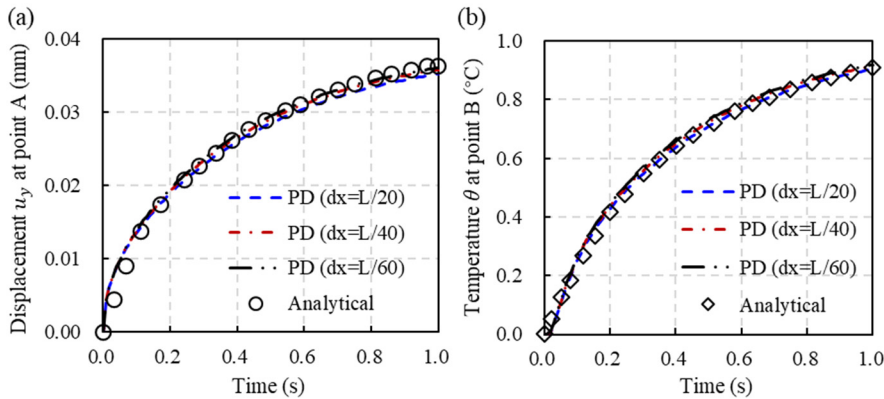 (a)
0.04
0.03
0.02
0.01
0.00
Displacement u_y at point A (mm)
PD (dx=L/20)
PD (dx=L/40)
PD (dx=L/60)
Analytical
0.0 0.2 0.4 0.6 0.8 1.0
Time (s)
(b)
1.0
0.8
0.6
0.4
0.2
0.0
Temperature θ at point B (°C)
PD (dx=L/20)
PD (dx=L/40)
PD (dx=L/60)
Analytical
0.0 0.2 0.4 0.6 0.8 1.0
Time (s)